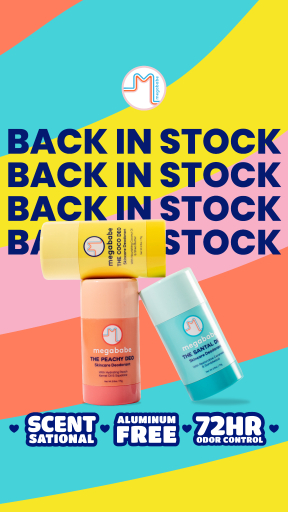 megababe
BACK IN STOCK
BACK IN STOCK
BACK IN STOCK
BA STOCK
megababe
THE COCO DEO
megababe
THE PEACHY DEO
Skincare Deodorant
megababe
THE SANTAL D
Skincare Deodorant
SCENT
SATIONAL
ALUMINUM
FREE
72HR
ODOR CONTROL